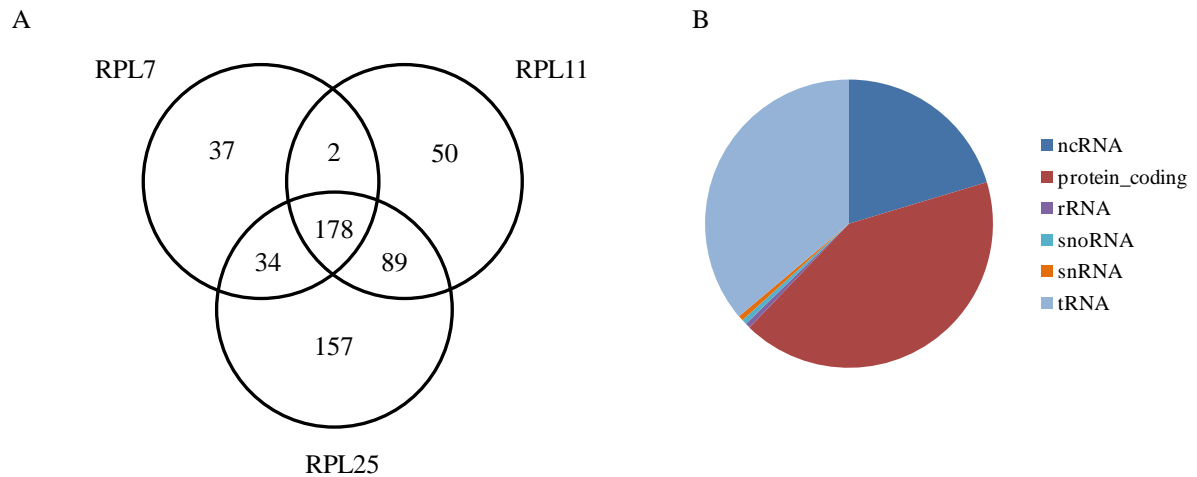 A
B
RPL7
RPL11
37
2
50
178
34
89
157
RPL25
ncRNA
protein_coding
rRNA
snoRNA
snRNA
tRNA